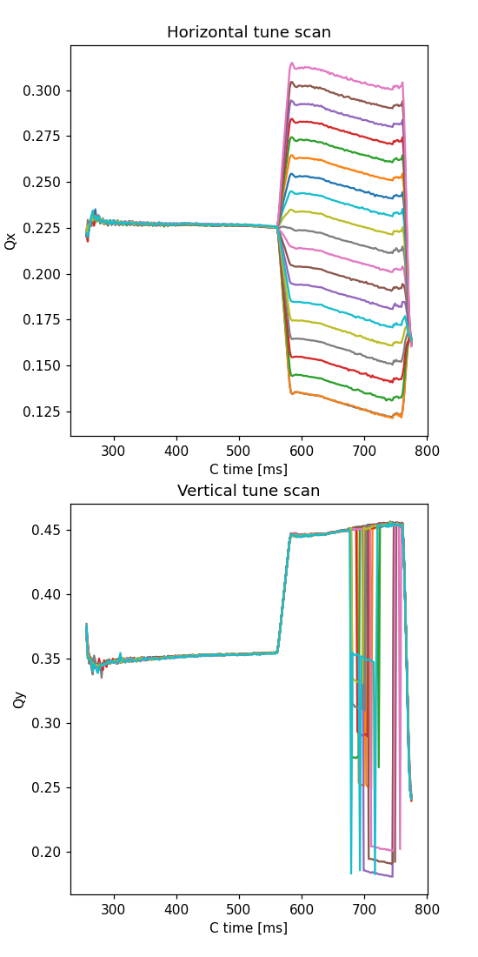 Horizontal tune scan
0.300
0.275
0.250
0.225
0.200
0.175
0.150
0.125
Qx
300 400 500 600 700 800
C time [ms]
Vertical tune scan
0.45
0.40
0.35
0.30
0.25
0.20
Qy
300 400 500 600 700 800
C time [ms]